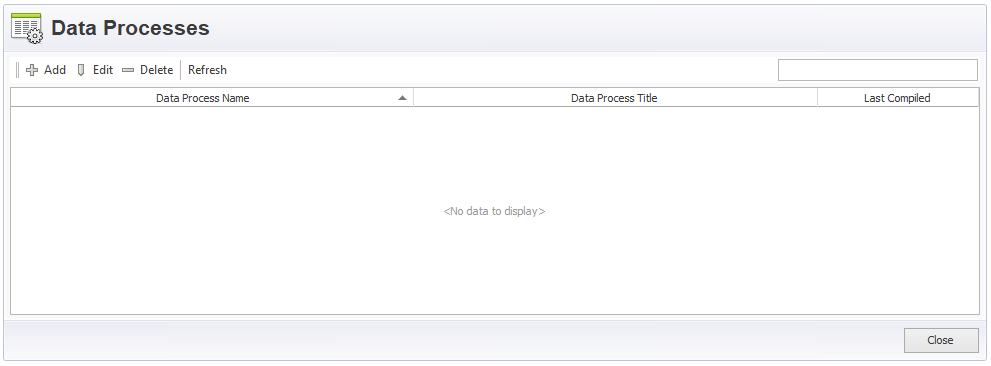 Data Processes
Add Edit Delete Refresh
Data Process Name Data Process Title Last Compiled
<No data to display>
Close